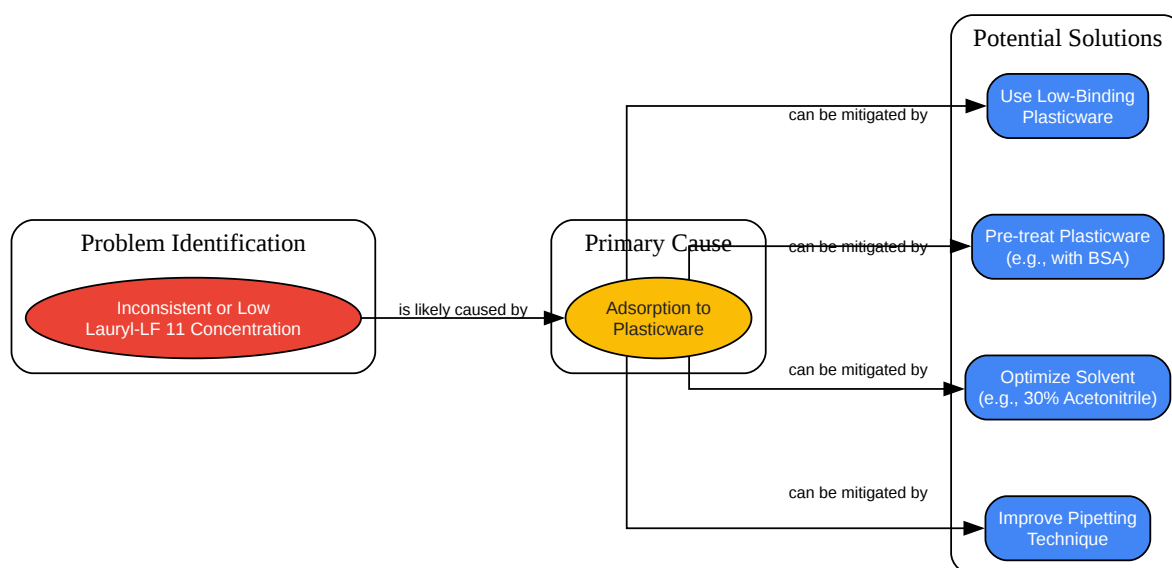 Potential Solutions
Use Low-Binding
Plasticware
can be mitigated by
Problem Identification
Primary Cause
can be mitigated by
Pre-treat Plasticware
(e.g., with BSA)
Inconsistent or Low
Lauryl-LF 11 Concentration
is likely caused by
Adsorption to
Plasticware
can be mitigated by
Optimize Solvent
(e.g., 30% Acetonitrile)
can be mitigated by
Improve Pipetting
Technique